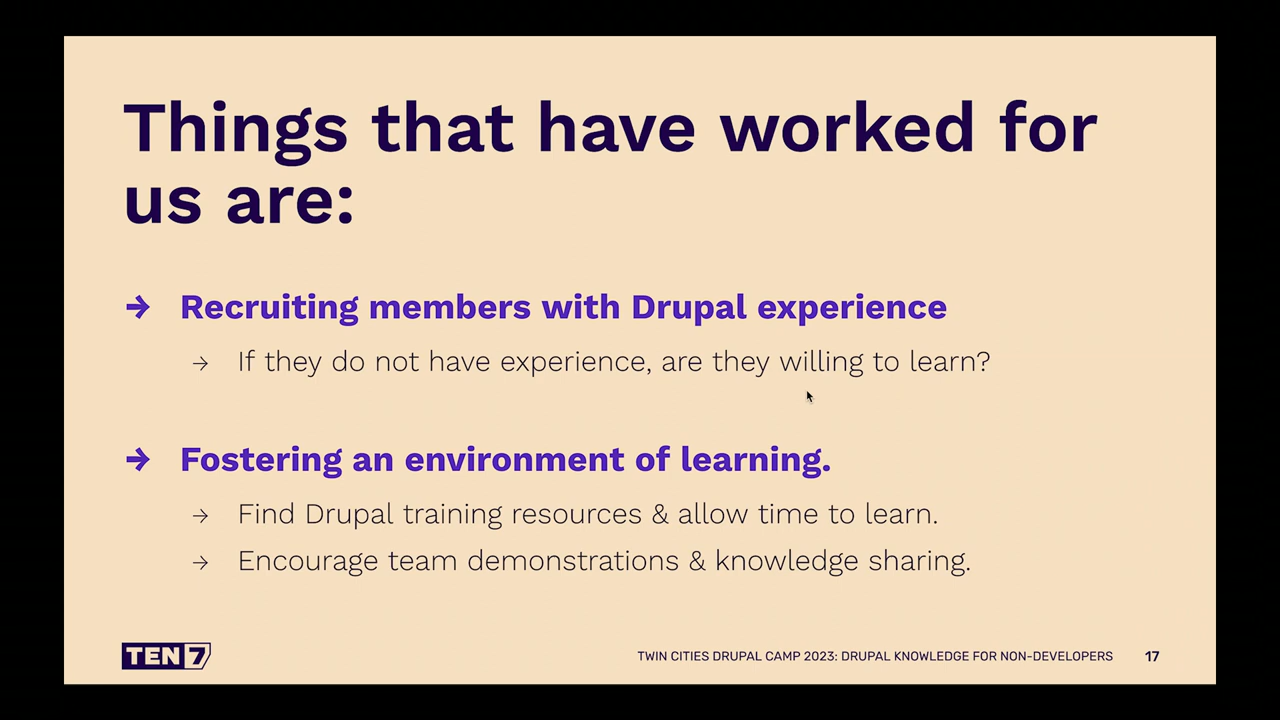 Things that have worked for
us are:
→ Recruiting members with Drupal experience
→ If they do not have experience, are they willing to learn?
→ Fostering an environment of learning.
→ Find Drupal training resources & allow time to learn.
→ Encourage team demonstrations & knowledge sharing.
TEN7
TWIN CITIES DRUPAL CAMP 2023: DRUPAL KNOWLEDGE FOR NON-DEVELOPERS 17